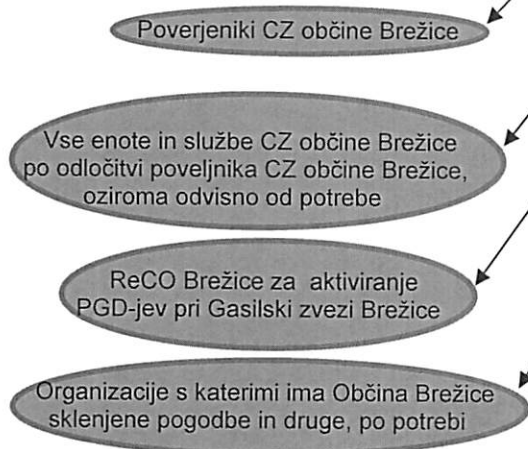 Poverjeniki CZ občine Brežice
Vse enote in službe CZ občine Brežice
po odločitvi poveljnika CZ občine Brežice,
oziroma odvisno od potrebe
ReCO Brežice za aktiviranje
PGD-jev pri Gasilski zvezi Brežice
Organizacije s katerimi ima Občina Brežice
sklenjene pogodbe in druge, po potrebi